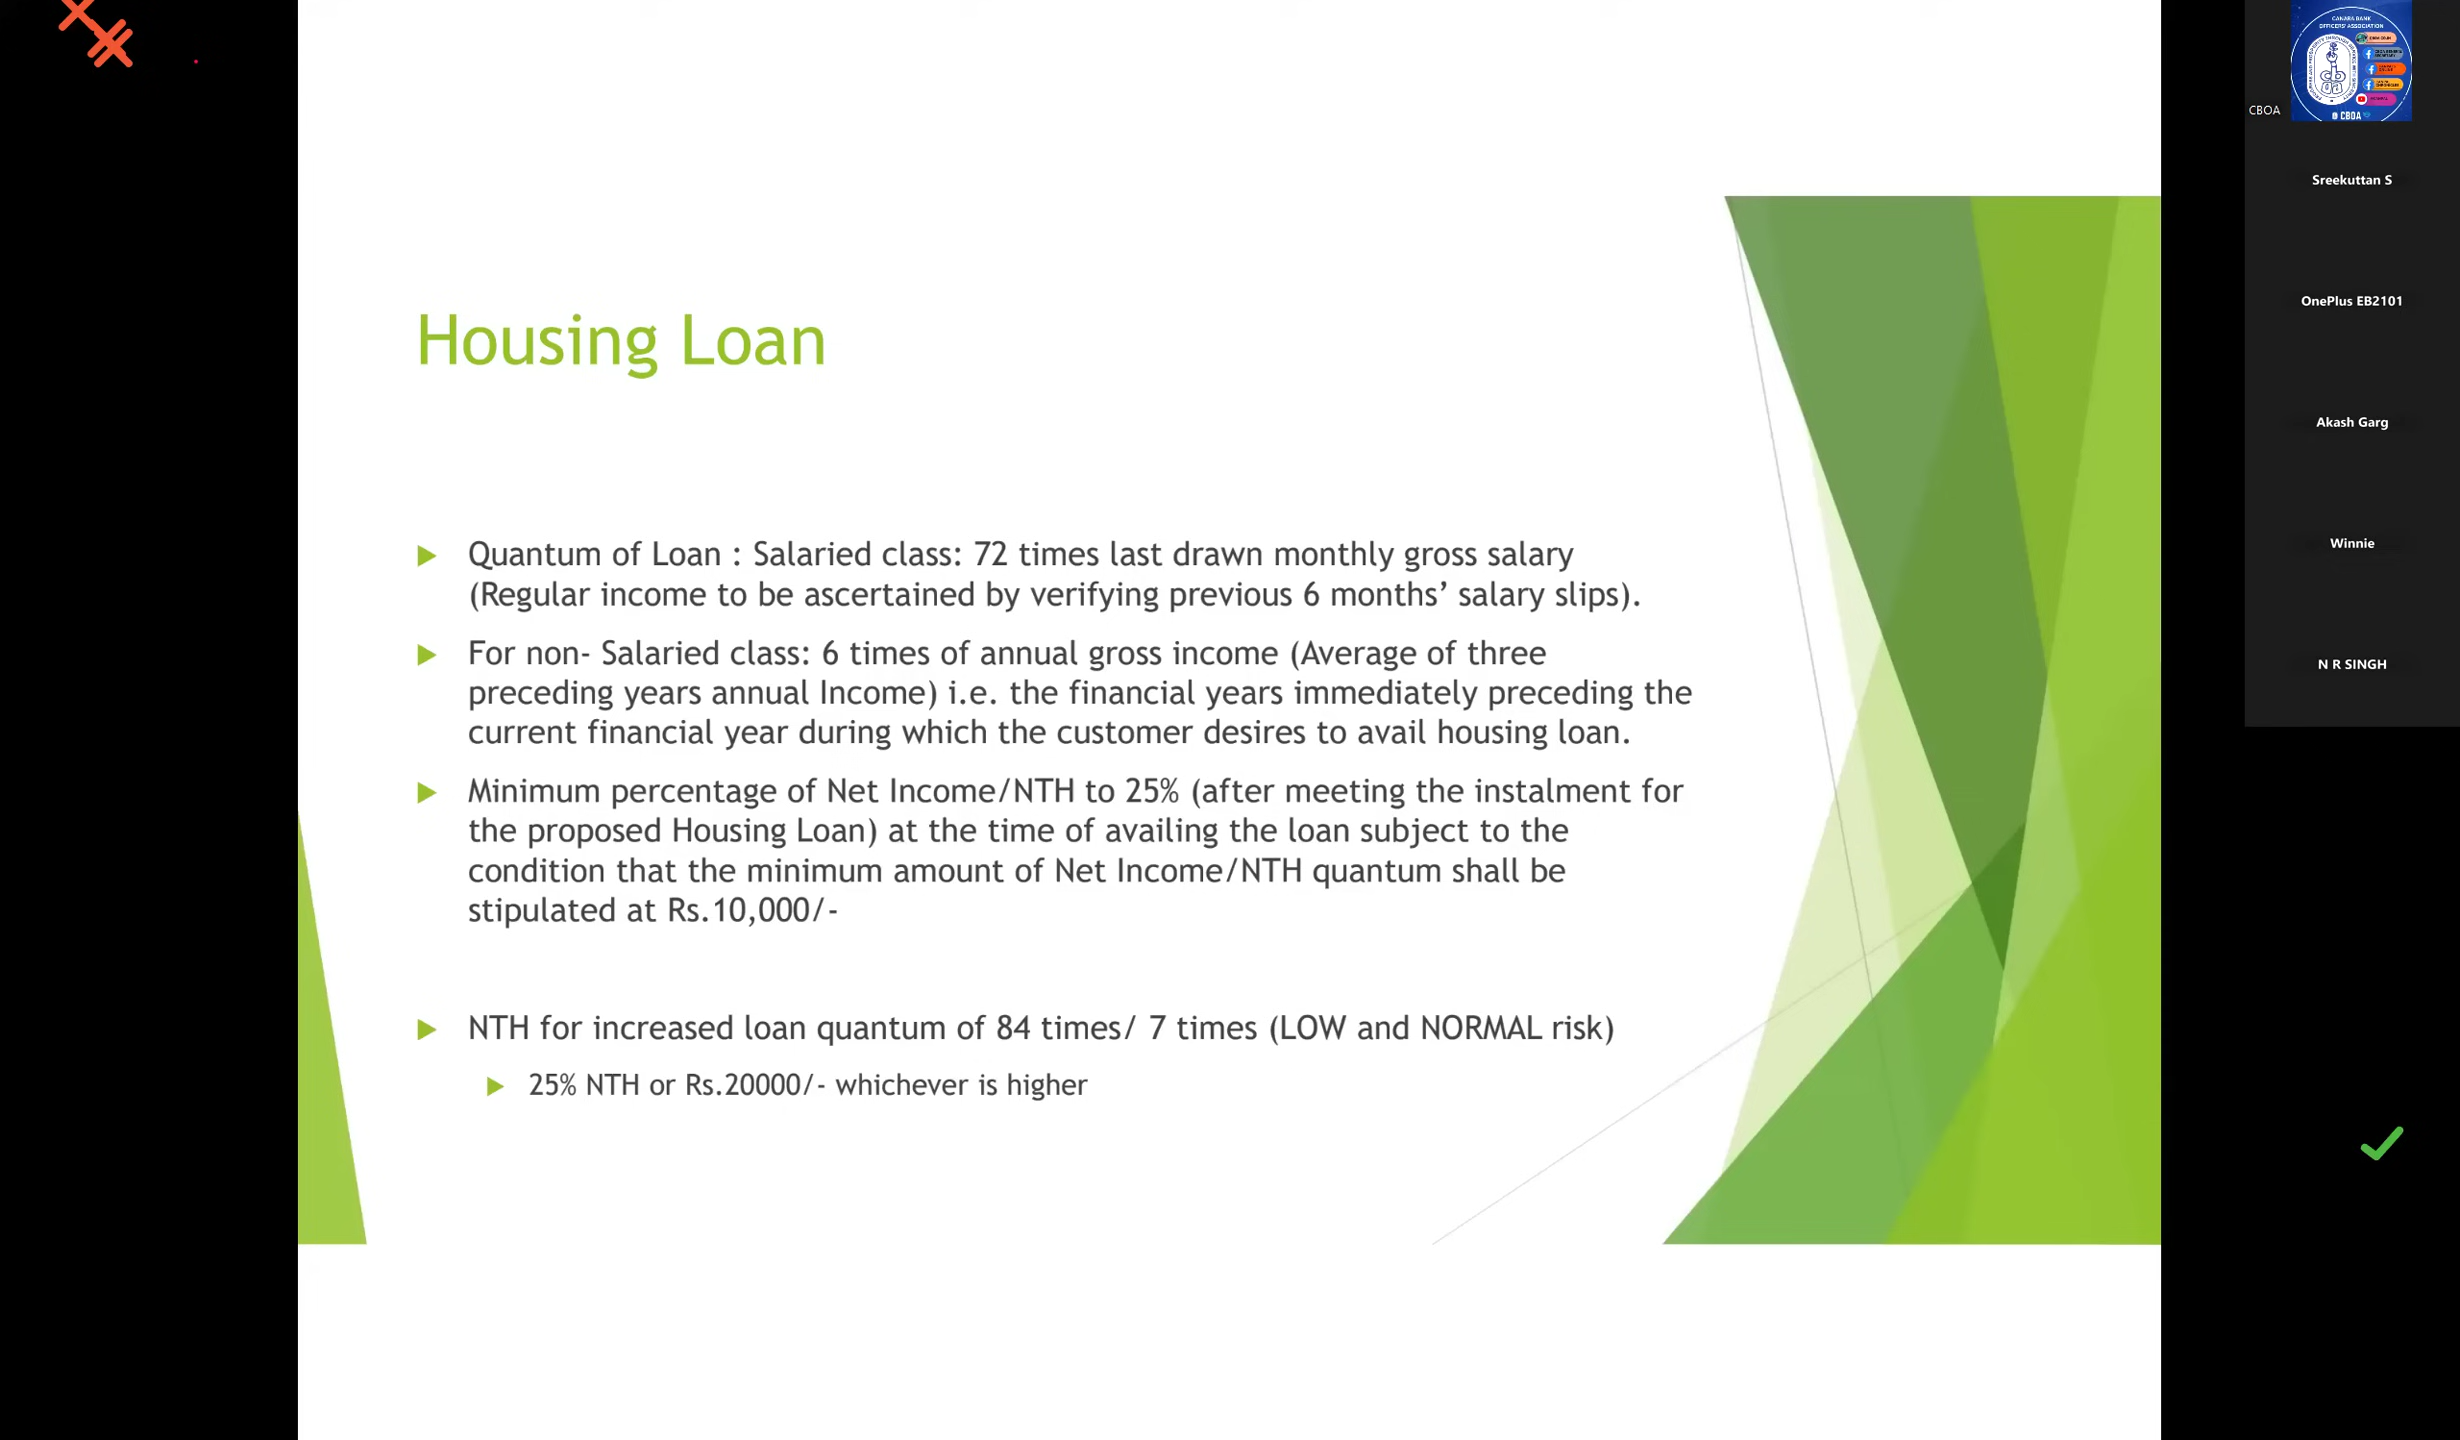 Housing Loan
Quantum of Loan : Salaried class: 72 times last drawn monthly gross salary
(Regular income to be ascertained by verifying previous 6 months’ salary slips).
For non- Salaried class: 6 times of annual gross income (Average of three
preceding years annual Income) i.e. the financial years immediately preceding the
current financial year during which the customer desires to avail housing loan.
Minimum percentage of Net Income/NTH to 25% (after meeting the instalment for
the proposed Housing Loan) at the time of availing the loan subject to the
condition that the minimum amount of Net Income/NTH quantum shall be
stipulated at Rs.10,000/-
NTH for increased loan quantum of 84 times/ 7 times (LOW and NORMAL risk)
25% NTH or Rs.20000/- whichever is higher
CANARA BANK
OFFICERS' ASSOCIATION
cb
oa
@ CBOA
CBOA
Sreekuttan S
OnePlus EB2101
Akash Garg
Winnie
N R SINGH